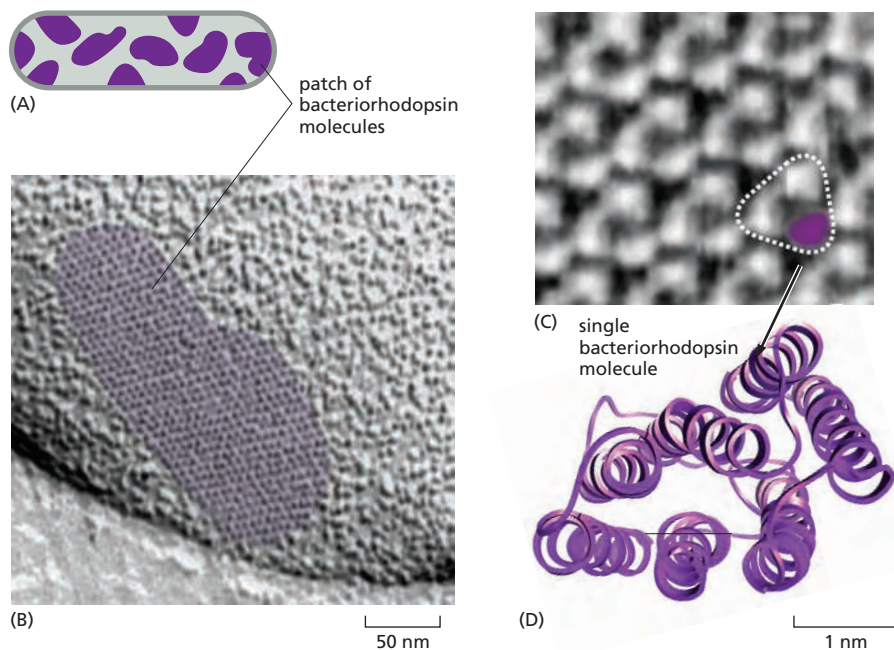 (A)
patch of
bacteriorhodopsin
molecules
(B)
50 nm
(C)
single
bacteriorhodopsin
molecule
(D)
1 nm